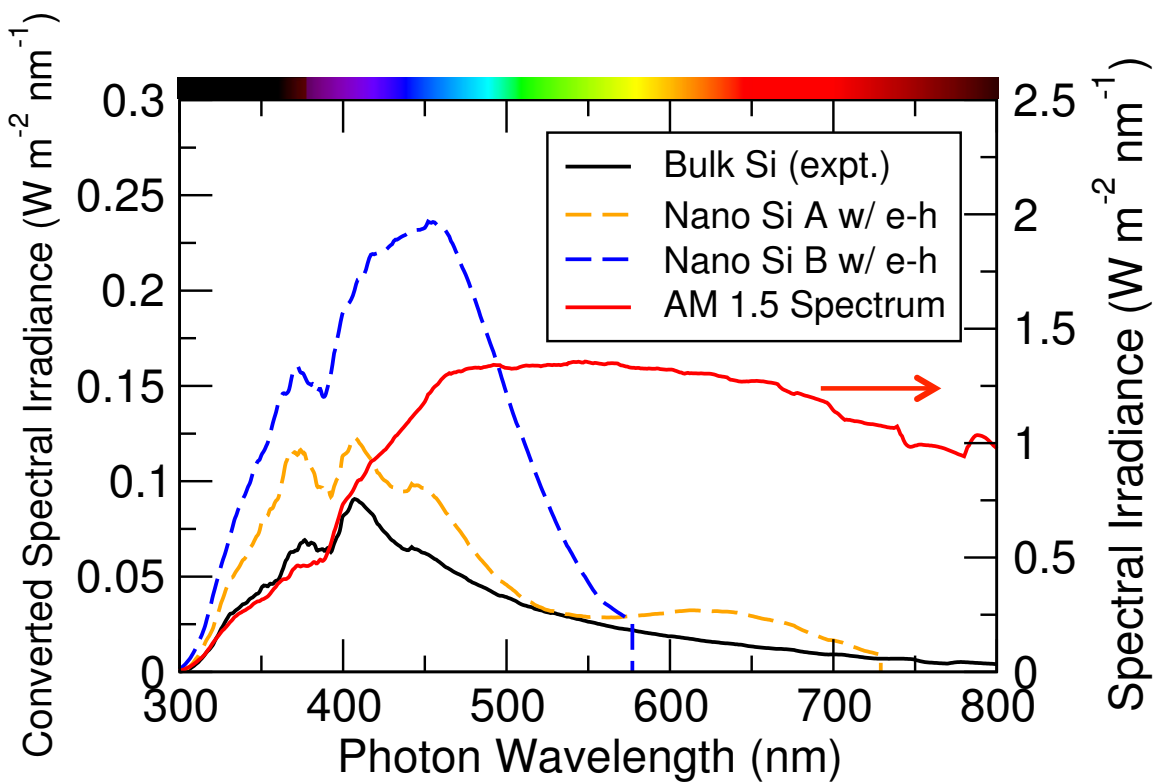 Converted Spectral Irradiance (W m⁻² nm⁻¹)
0.3
0.25
0.2
0.15
0.1
0.05
0
Bulk Si (expt.)
Nano Si A w/ e-h
Nano Si B w/ e-h
AM 1.5 Spectrum
2.5
2
1.5
1
0.5
0
Spectral Irradiance (W m⁻² nm⁻¹)
300 400 500 600 700 800
Photon Wavelength (nm)